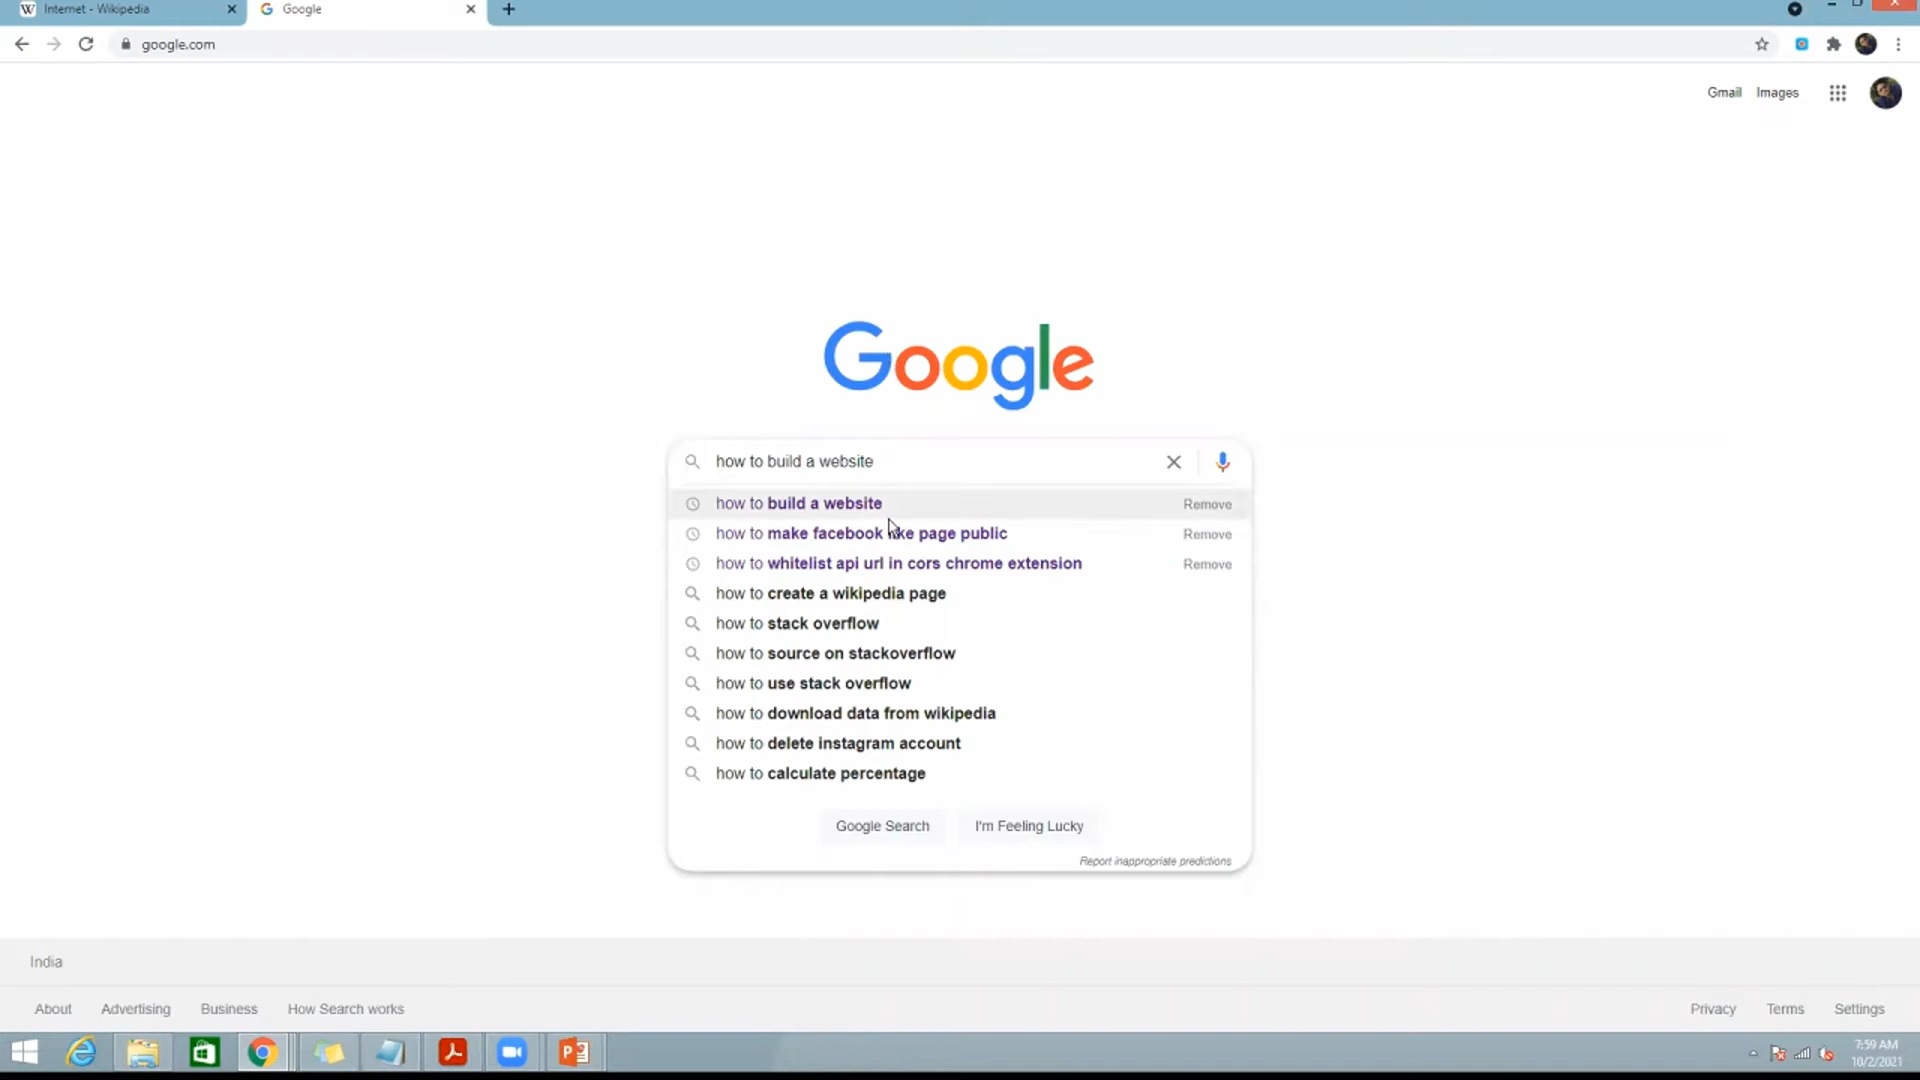 Internet - Wikipedia
Google
google.com
Gmail Images
Google
how to build a website
how to build a website Remove
how to make facebook like page public Remove
how to whitelist api url in cors chrome extension Remove
how to create a wikipedia page
how to stack overflow
how to source on stackoverflow
how to use stack overflow
how to download data from wikipedia
how to delete instagram account
how to calculate percentage
Google Search I'm Feeling Lucky
Report inappropriate predictions
India
About Advertising Business How Search works Privacy Terms Settings
7:59 AM
10/2/2021